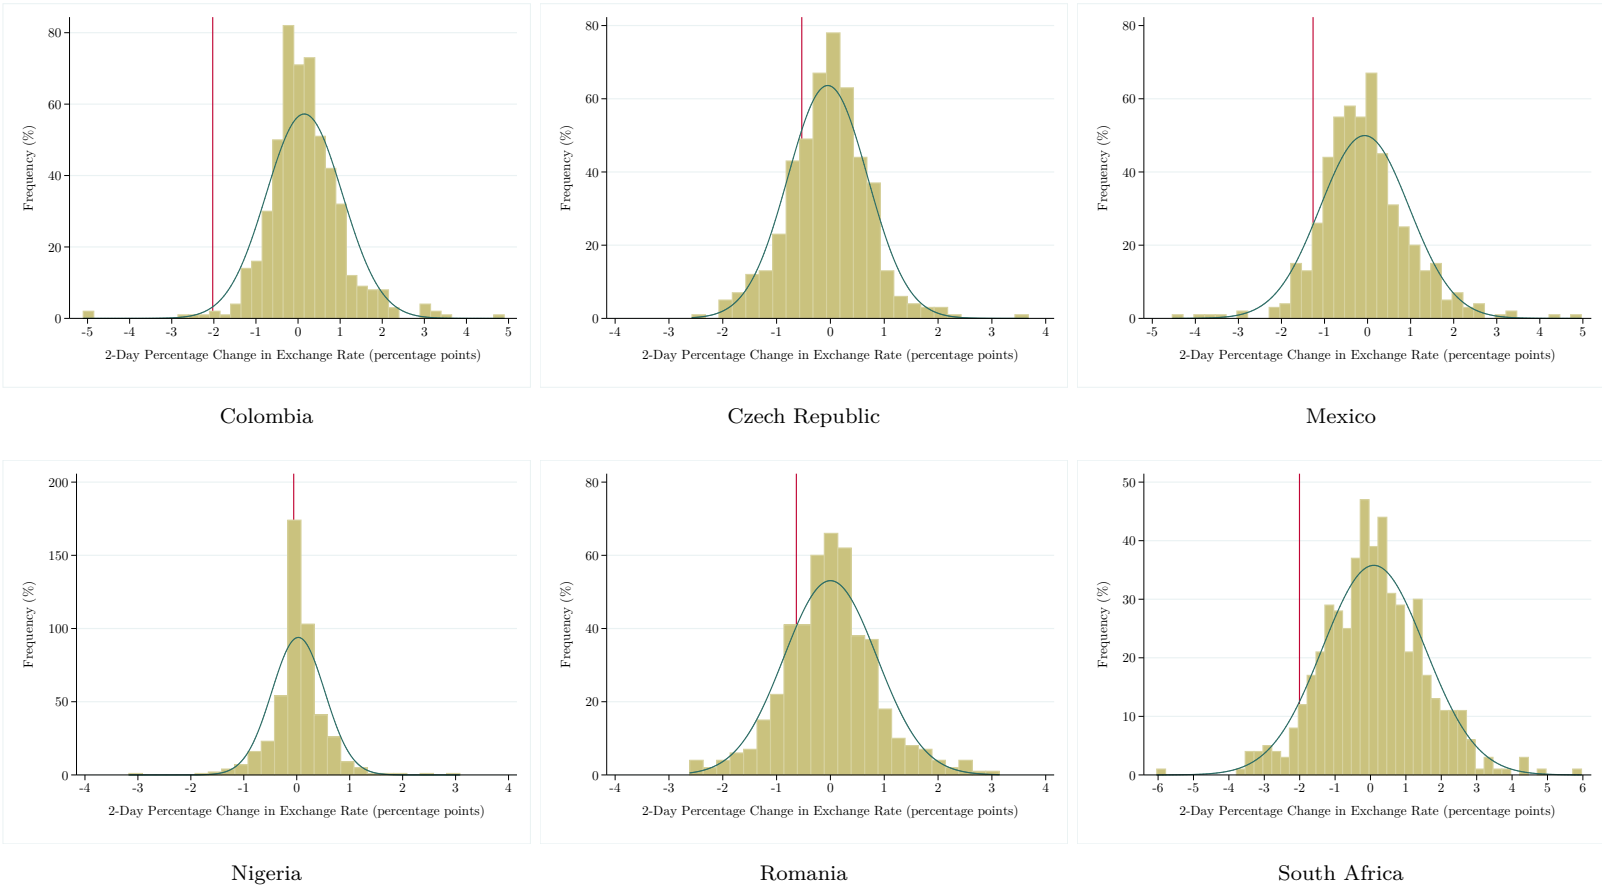 80
60
40
20
0
Frequency (%)
-5 -4 -3 -2 -1 0 1 2 3 4 5
2-Day Percentage Change in Exchange Rate (percentage points)
Colombia
80
60
40
20
0
Frequency (%)
-4 -3 -2 -1 0 1 2 3 4
2-Day Percentage Change in Exchange Rate (percentage points)
Czech Republic
80
60
40
20
0
Frequency (%)
-5 -4 -3 -2 -1 0 1 2 3 4 5
2-Day Percentage Change in Exchange Rate (percentage points)
Mexico
200
150
100
50
0
Frequency (%)
-4 -3 -2 -1 0 1 2 3 4
2-Day Percentage Change in Exchange Rate (percentage points)
Nigeria
80
60
40
20
0
Frequency (%)
-4 -3 -2 -1 0 1 2 3 4
2-Day Percentage Change in Exchange Rate (percentage points)
Romania
50
40
30
20
10
0
Frequency (%)
-6 -5 -4 -3 -2 -1 0 1 2 3 4 5 6
2-Day Percentage Change in Exchange Rate (percentage points)
South Africa